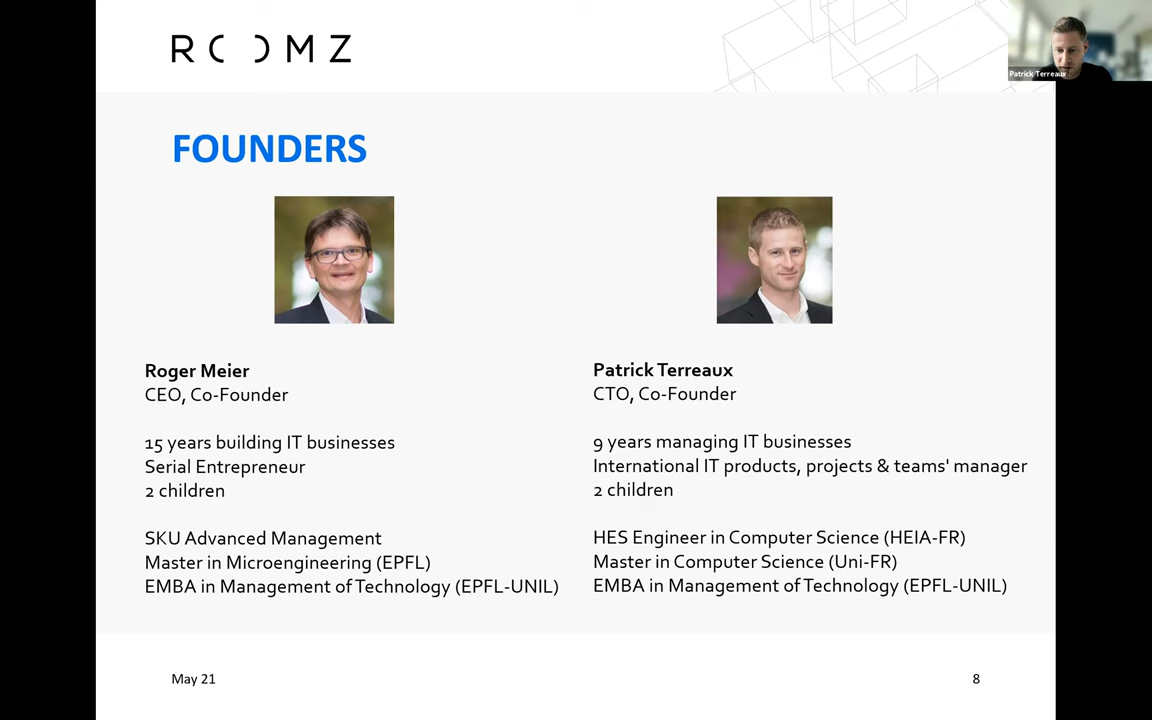 ROOMZ
Patrick Terreaux
FOUNDERS
Roger Meier
CEO, Co-Founder
15 years building IT businesses
Serial Entrepreneur
2 children
SKU Advanced Management
Master in Microengineering (EPFL)
EMBA in Management of Technology (EPFL-UNIL)
Patrick Terreaux
CTO, Co-Founder
9 years managing IT businesses
International IT products, projects & teams' manager
2 children
HES Engineer in Computer Science (HEIA-FR)
Master in Computer Science (Uni-FR)
EMBA in Management of Technology (EPFL-UNIL)
May 21
8